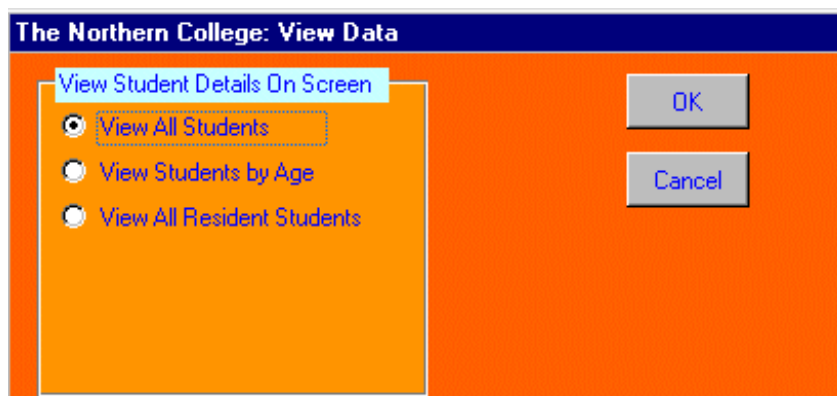 The Northern College: View Data
View Student Details On Screen
View All Students
View Students by Age
View All Resident Students
OK
Cancel